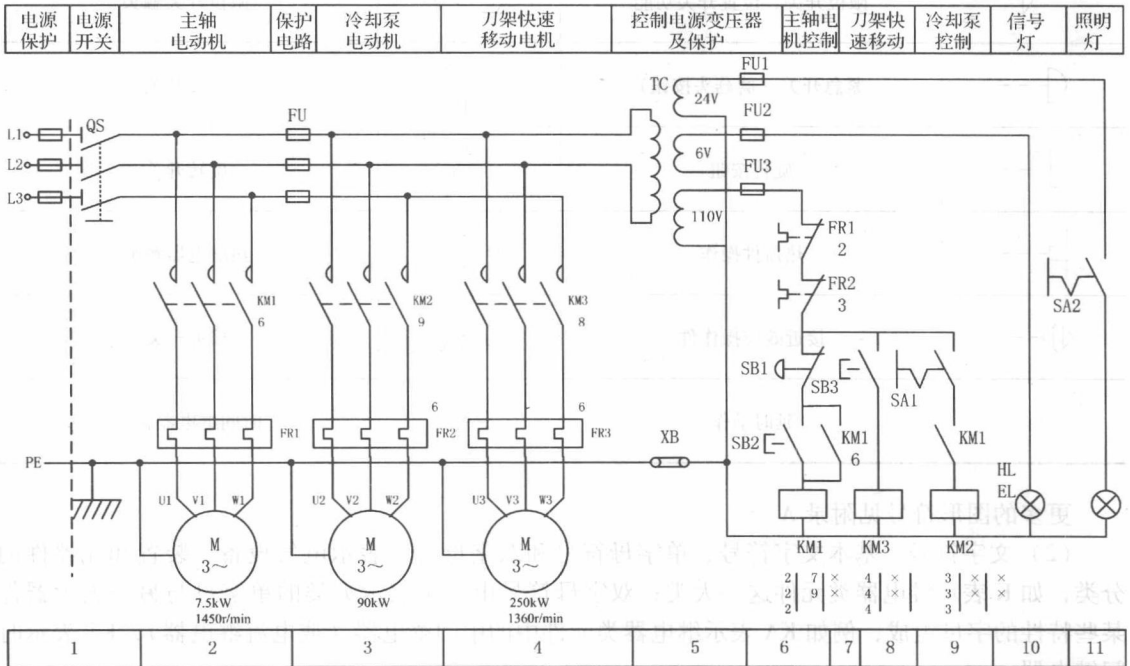 电源保护
电源开关
主轴电动机
保护电路
冷却泵电动机
刀架快速移动电机
控制电源变压器及保护
主轴电机控制
刀架快速移动
冷却泵控制
信号灯
照明灯
FU1
TC
24V
QS
FU
FU2
L1
L2
6V
FU3
L3
110V
FR1
2
FR2
3
KM1
6
KM2
9
KM3
8
SA2
SB1
SB3
SA1
6
6
FR1
FR2
FR3
XB
SB2
KM1
6
KM1
PE
HL
EL
U1 V1 W1
U2 V2 W2
U3 V3 W3
M
3~
M
3~
M
3~
KM1
KM3
KM2
7.5kW
1450r/min
90kW
250kW
1360r/min
2 7 ×
2 9 ×
2
4 × ×
4 × ×
4
3 × ×
3 × ×
3
1 2 3 4 5 6 7 8 9 10 11